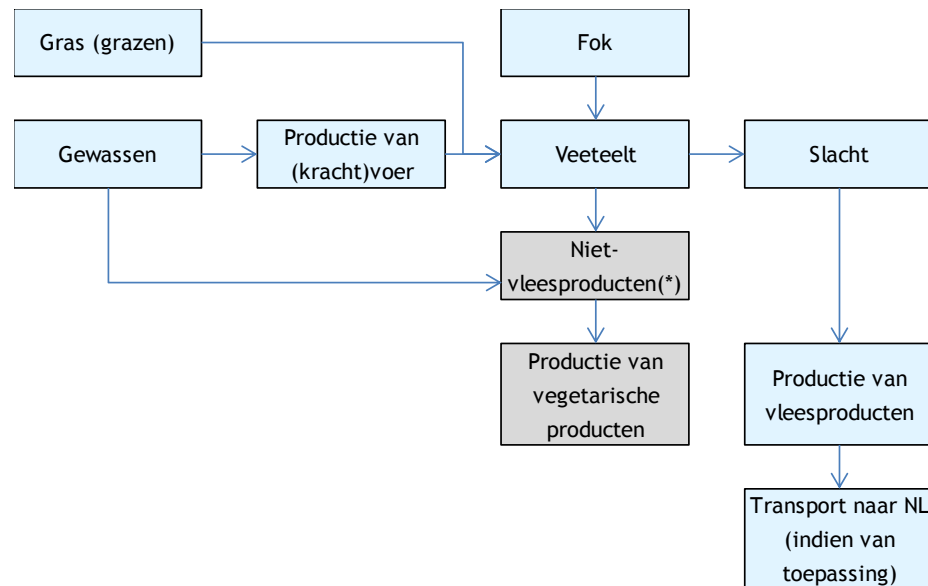 Gras (grazen)
Fok
Gewassen
Productie van
(kracht)voer
Veeteelt
Slacht
Niet-
vleesproducten(*)
Productie van
vegetarische
producten
Productie van
vleesproducten
Transport naar NL
(indien van
toepassing)